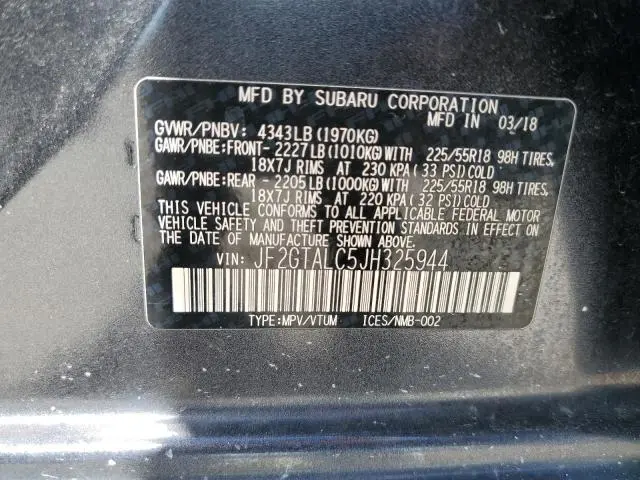 MFD BY SUBARU CORPORATION
MFD IN 03/18
GVWR/PNBV: 4343LB(1970KG)
GAWR/PNBE:FRONT-2227LB(1010KG)WITH 225/55R18 98H TIRES,
18X7J RIMS AT 230 KPA(33 PSI)COLD
GAWR/PNBE:REAR -2205LB(1000KG)WITH 225/55R18 98H TIRES,
18X7J RIMS AT 220 KPA(32 PSI)COLD
THIS VEHICLE CONFORMS TO ALL APPLICABLE FEDERAL MOTOR
VEHICLE SAFETY AND THEFT PREVENTION STANDARDS IN EFFECT
ON THE DATE OF MANUFACTURE SHOWN ABOVE.
VIN: JF2GTALC5JH325944
TYPE:MPV/VTUM ICES/NMB-002